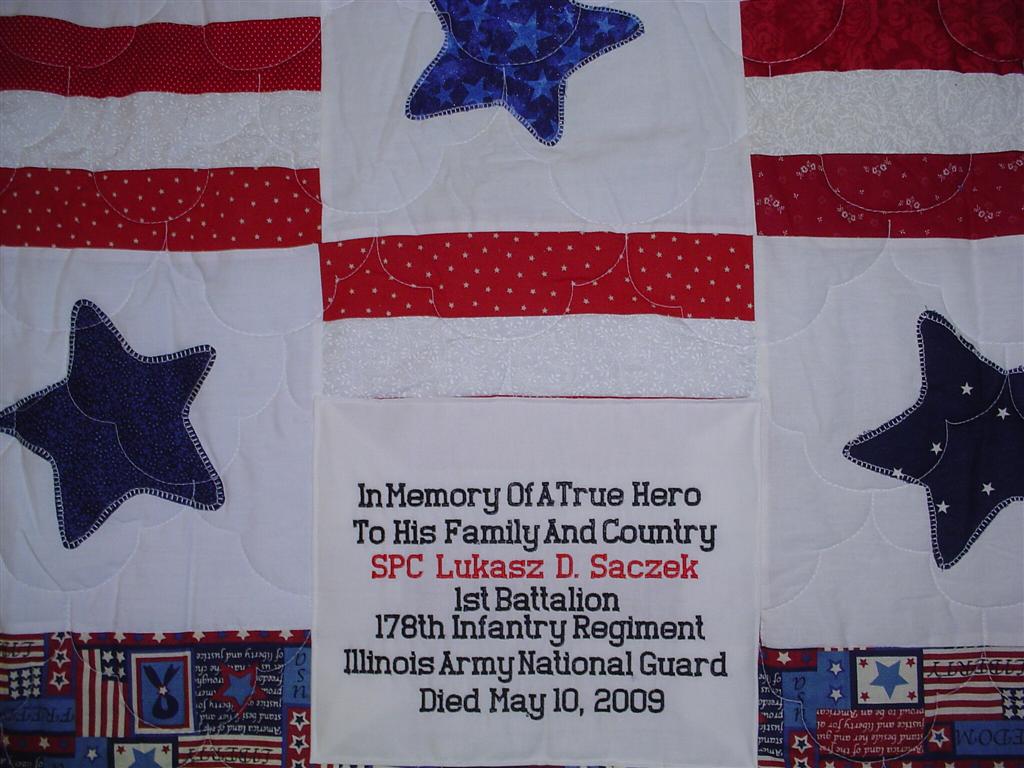 In Memory Of A True Hero
To His Family And Country
SPC Lukasz D. Saczek
1st Battalion
178th Infantry Regiment
Illinois Army National Guard
Died May 10, 2009